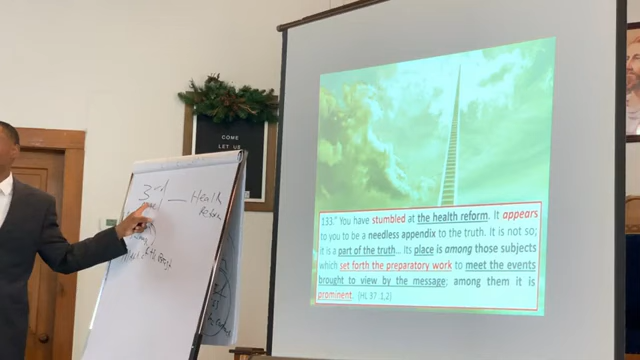 COME
LET US
3rd
— Health
Reform
133." You have stumbled at the health reform. It appears
to you to be a needless appendix to the truth. It is not so;
it is a part of the truth... Its place is among those subjects
which set forth the preparatory work to meet the events
brought to view by the message; among them it is
prominent. {HL 37 .1,2}